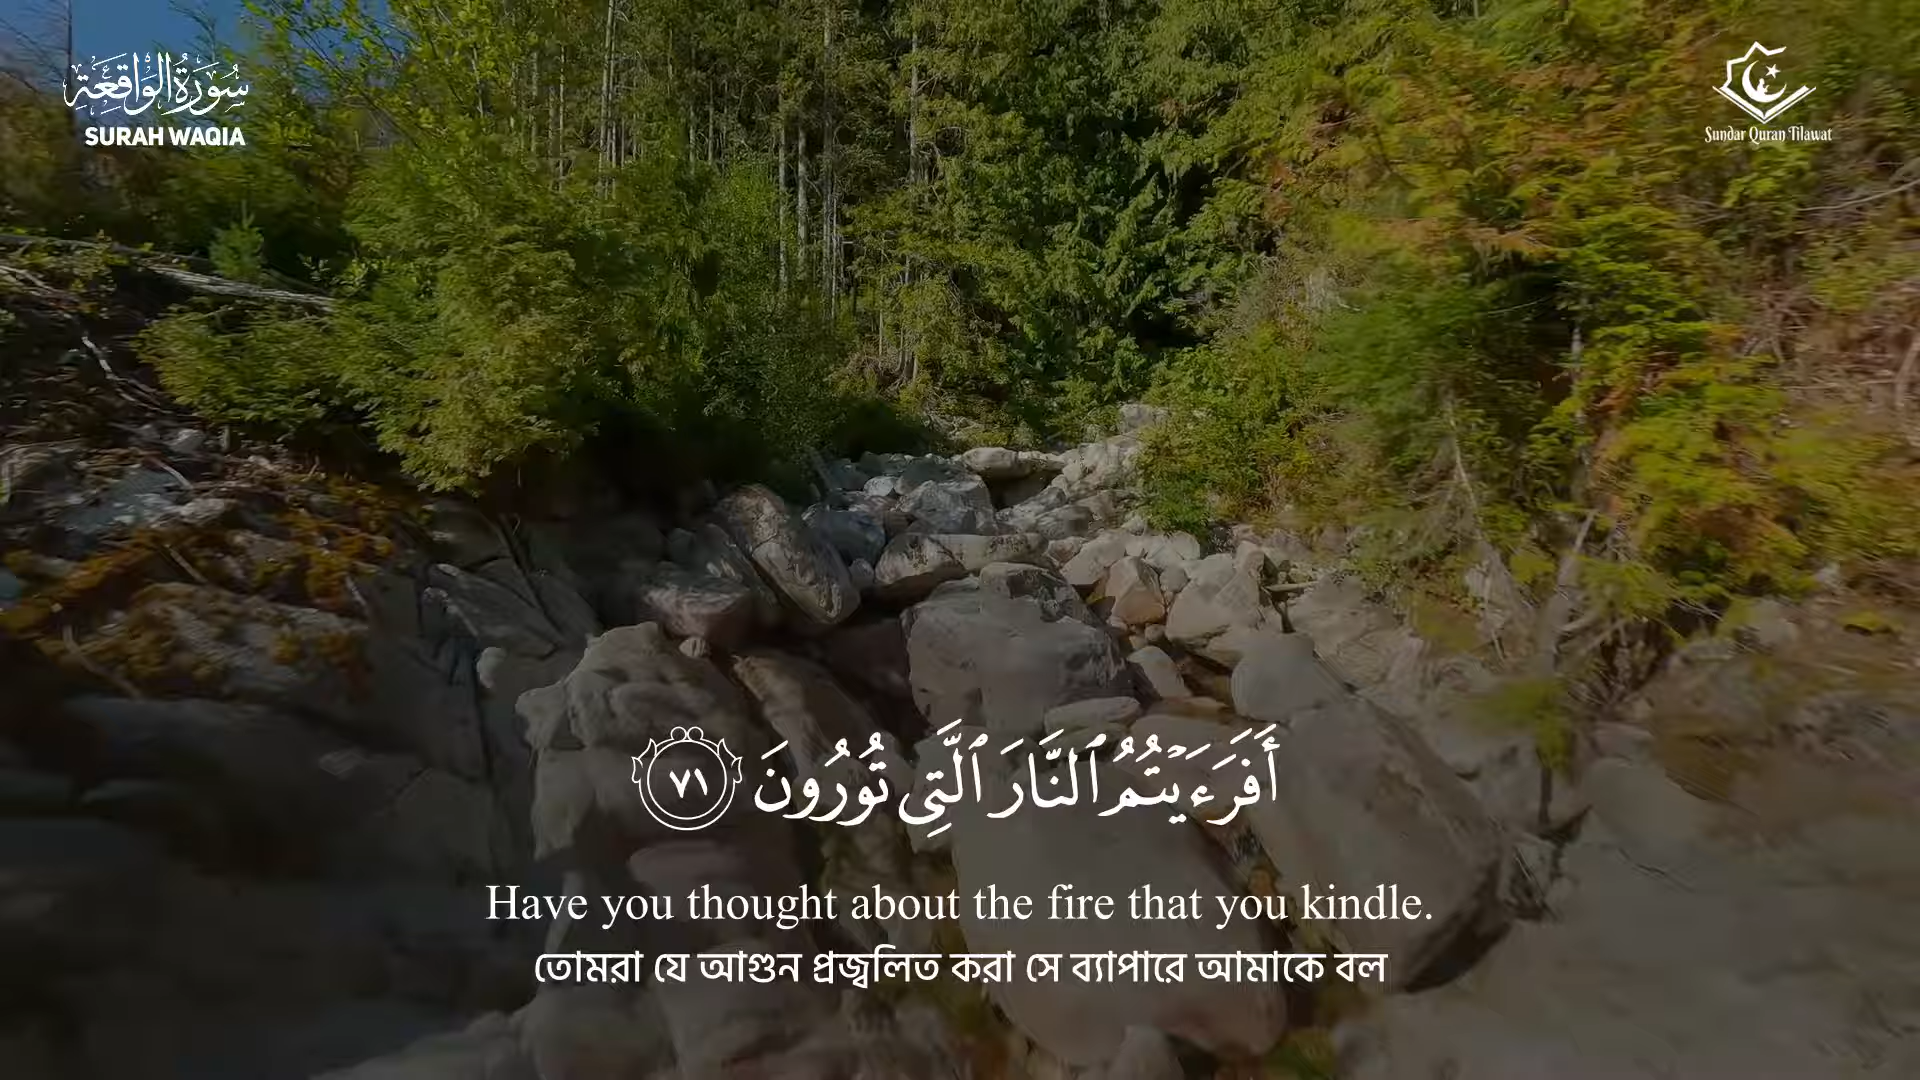 سُورَةُ الْوَاقِعَة
SURAH WAQIA
Sundar Quran Tilawat
أَفَرَءَيْتُمُ ٱلنَّارَ ٱلَّتِى تُورُونَ ٧١
Have you thought about the fire that you kindle.
তোমরা যে আগুন প্রজ্বলিত করা সে ব্যাপারে আমাকে বল